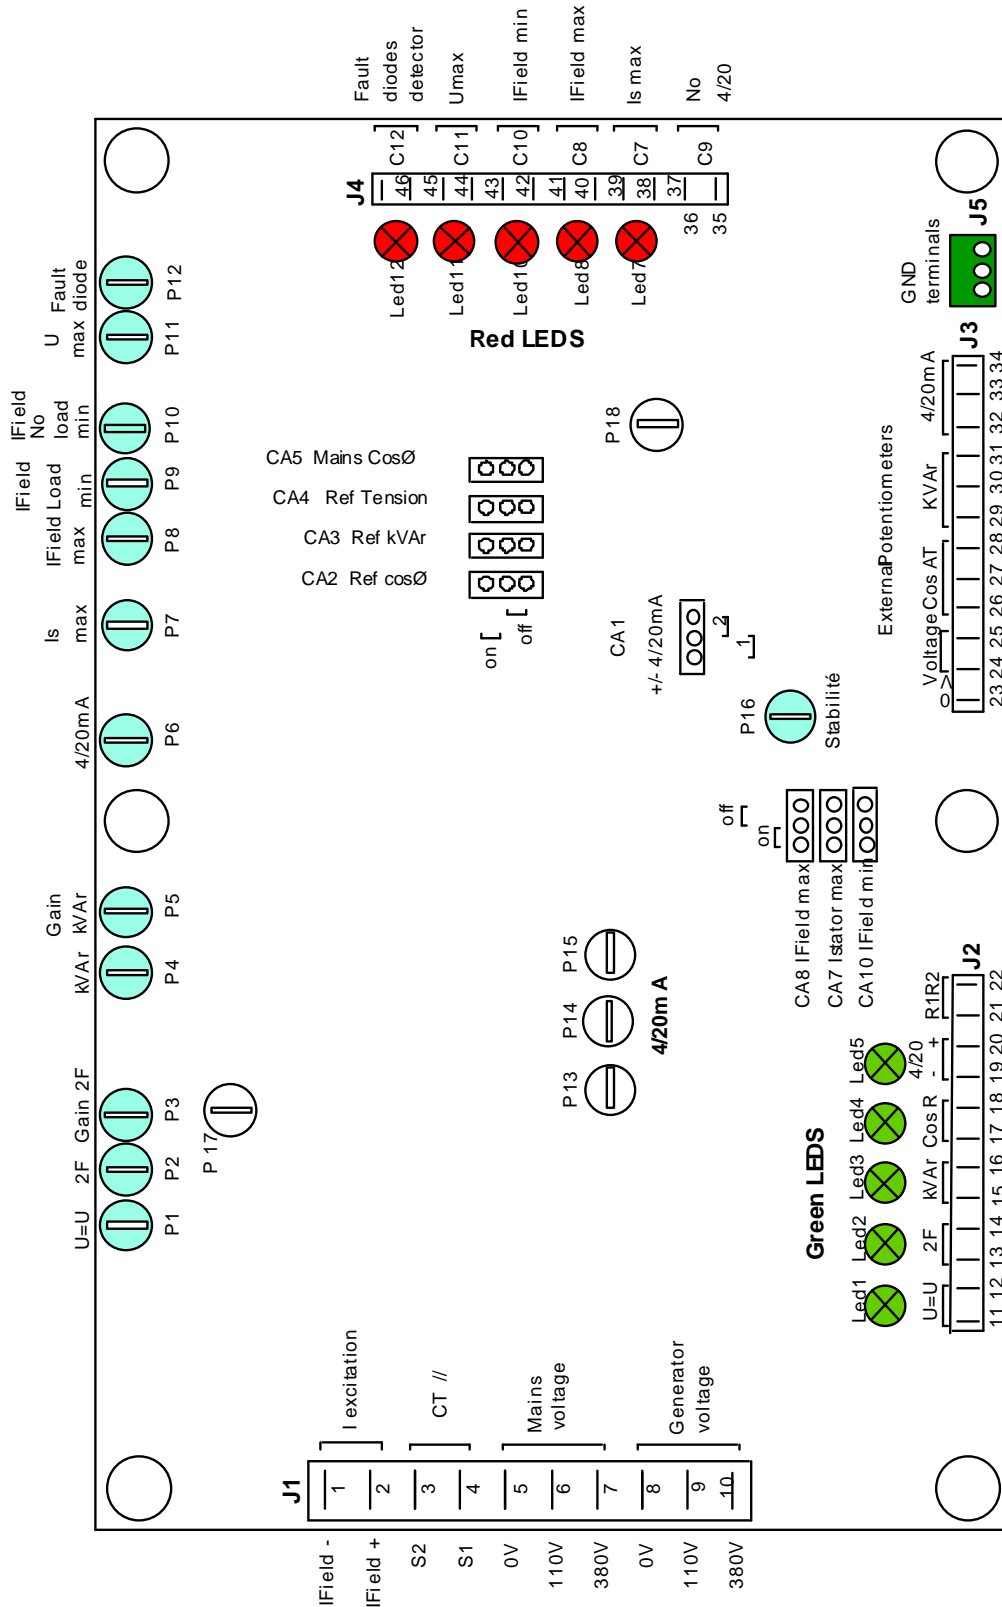 Fault
diodes
detector
Umax
IField min
IField max
Is max
No
4/20
C12
C11
C10
C8
C7
C9
J4
46
45
44
43
42
41
40
39
38
37
36
35
Led12
Led11
Led10
Led8
Led7
Red LEDS
GND
terminals
J5
Fault
diode
P12
U
max
P11
IField
No
load
min
P10
IField
Load
min
P9
IField
max
P8
Is
max
P7
4/20mA
P6
Gain
kVAr
P5
kVAr
P4
Gain 2F
P3
2F
P2
U=U
P1
P 17
P18
CA5 Mains CosØ
CA4 Ref Tension
CA3 Ref kVAr
CA2 Ref cosØ
on
off
CA1
+/- 4/20mA
1
2
P16
Stabilité
P13
P14
P15
4/20m A
off
on
CA8 IField max
CA7 Istator max
CA10 IField min
J3
External Potentiometers
0V
Voltage
Cos AT
KVAr
4/20mA
23 24 25 26 27 28 29 30 31 32 33 34
J2
Green LEDS
Led1
Led2
Led3
Led4
Led5
U=U
2F
kVAr
Cos R
4/20
- +
R1R2
11 12 13 14 15 16 17 18 19 20 21 22
J1
I excitation
CT //
Mains
voltage
Generator
voltage
1
2
3
4
5
6
7
8
9
10
IField -
IField +
S2
S1
0V
110V
380V
0V
110V
380V